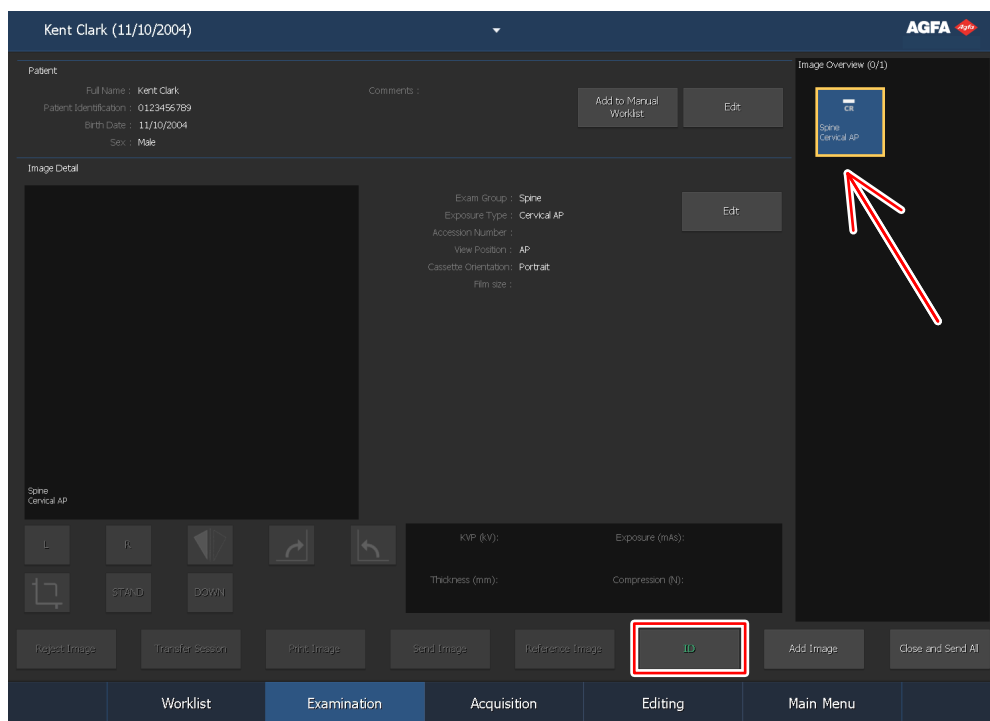 Kent Clark (11/10/2004)
AGFA
Agfa
Patient
Full Name : Kent Clark
Comments :
Patient Identification : 0123456789
Birth Date : 11/10/2004
Sex : Male
Add to Manual
Worklist
Edit
Image Overview (0/1)
CR
Spine
Cervical AP
Image Detail
Exam Group : Spine
Exposure Type : Cervical AP
Accession Number :
View Position : AP
Cassette Orientation: Portrait
Film size :
Edit
Spine
Cervical AP
L
R
STAND
DOWN
KVP (kV):
Exposure (mAs):
Thickness (mm):
Compression (N):
Reject Image
Transfer Session
Print Image
Send Image
Reference Image
ID
Add Image
Close and Send Al
Worklist
Examination
Acquisition
Editing
Main Menu